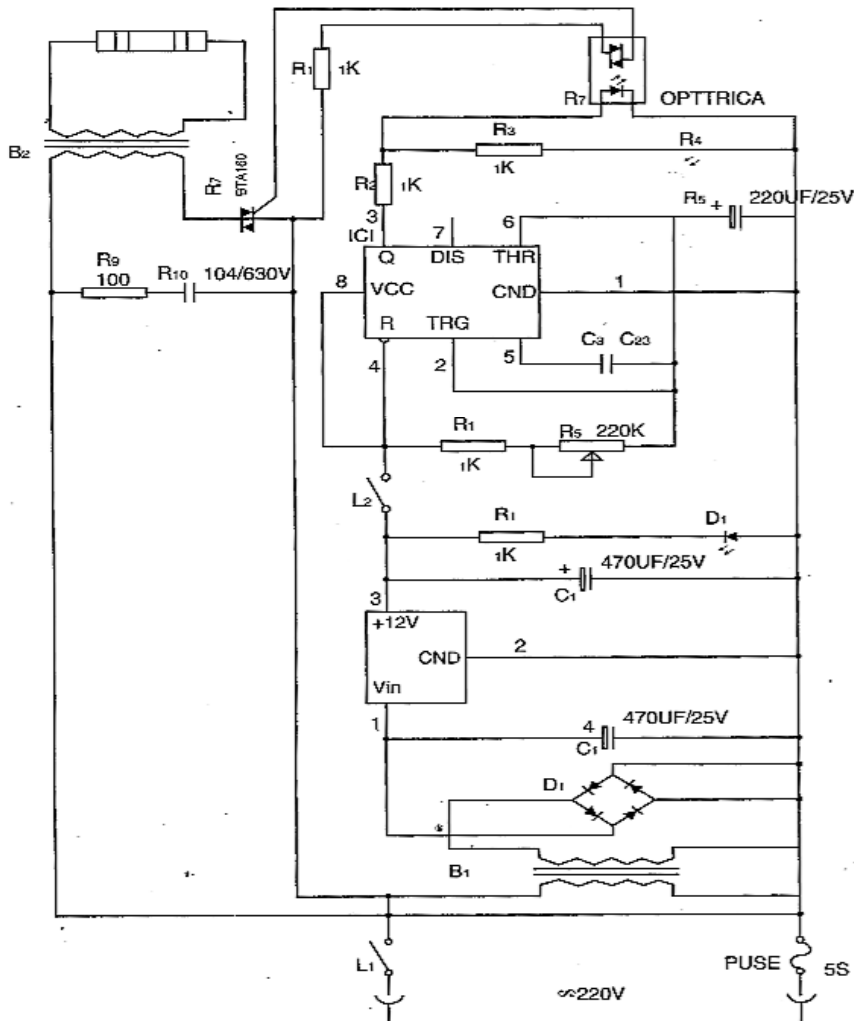 R1 1K
R7 OPTTRICA
B2
R7 BTA160
R3
1K
R4
R2 1K
R5 + 220UF/25V
3 7 6
IC1
Q DIS THR
R9
100
R10 104/630V
8 VCC CND 1
R TRG
4 2 5 C3 C23
R1
1K
R5 220K
L2
R1
1K
D1
+ 470UF/25V
C1
3
+12V
CND 2
Vin
1
4 470UF/25V
C1
D1
B1
L1
∽220V
PUSE 5S